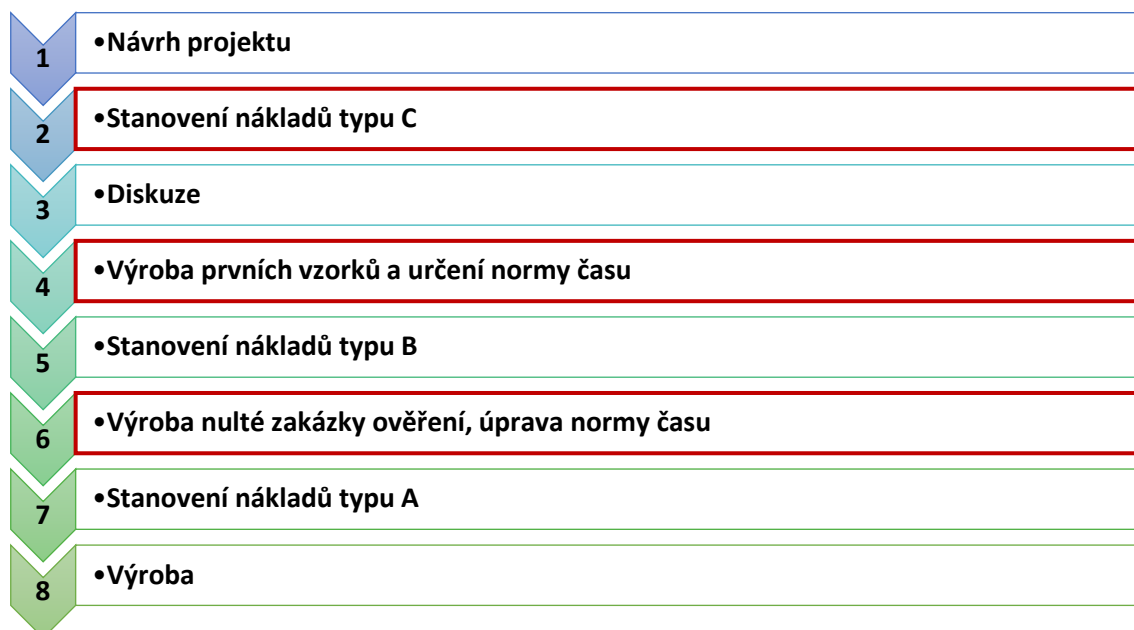 1 •Návrh projektu
2 •Stanovení nákladů typu C
3 •Diskuze
4 •Výroba prvních vzorků a určení normy času
5 •Stanovení nákladů typu B
6 •Výroba nulté zakázky ověření, úprava normy času
7 •Stanovení nákladů typu A
8 •Výroba